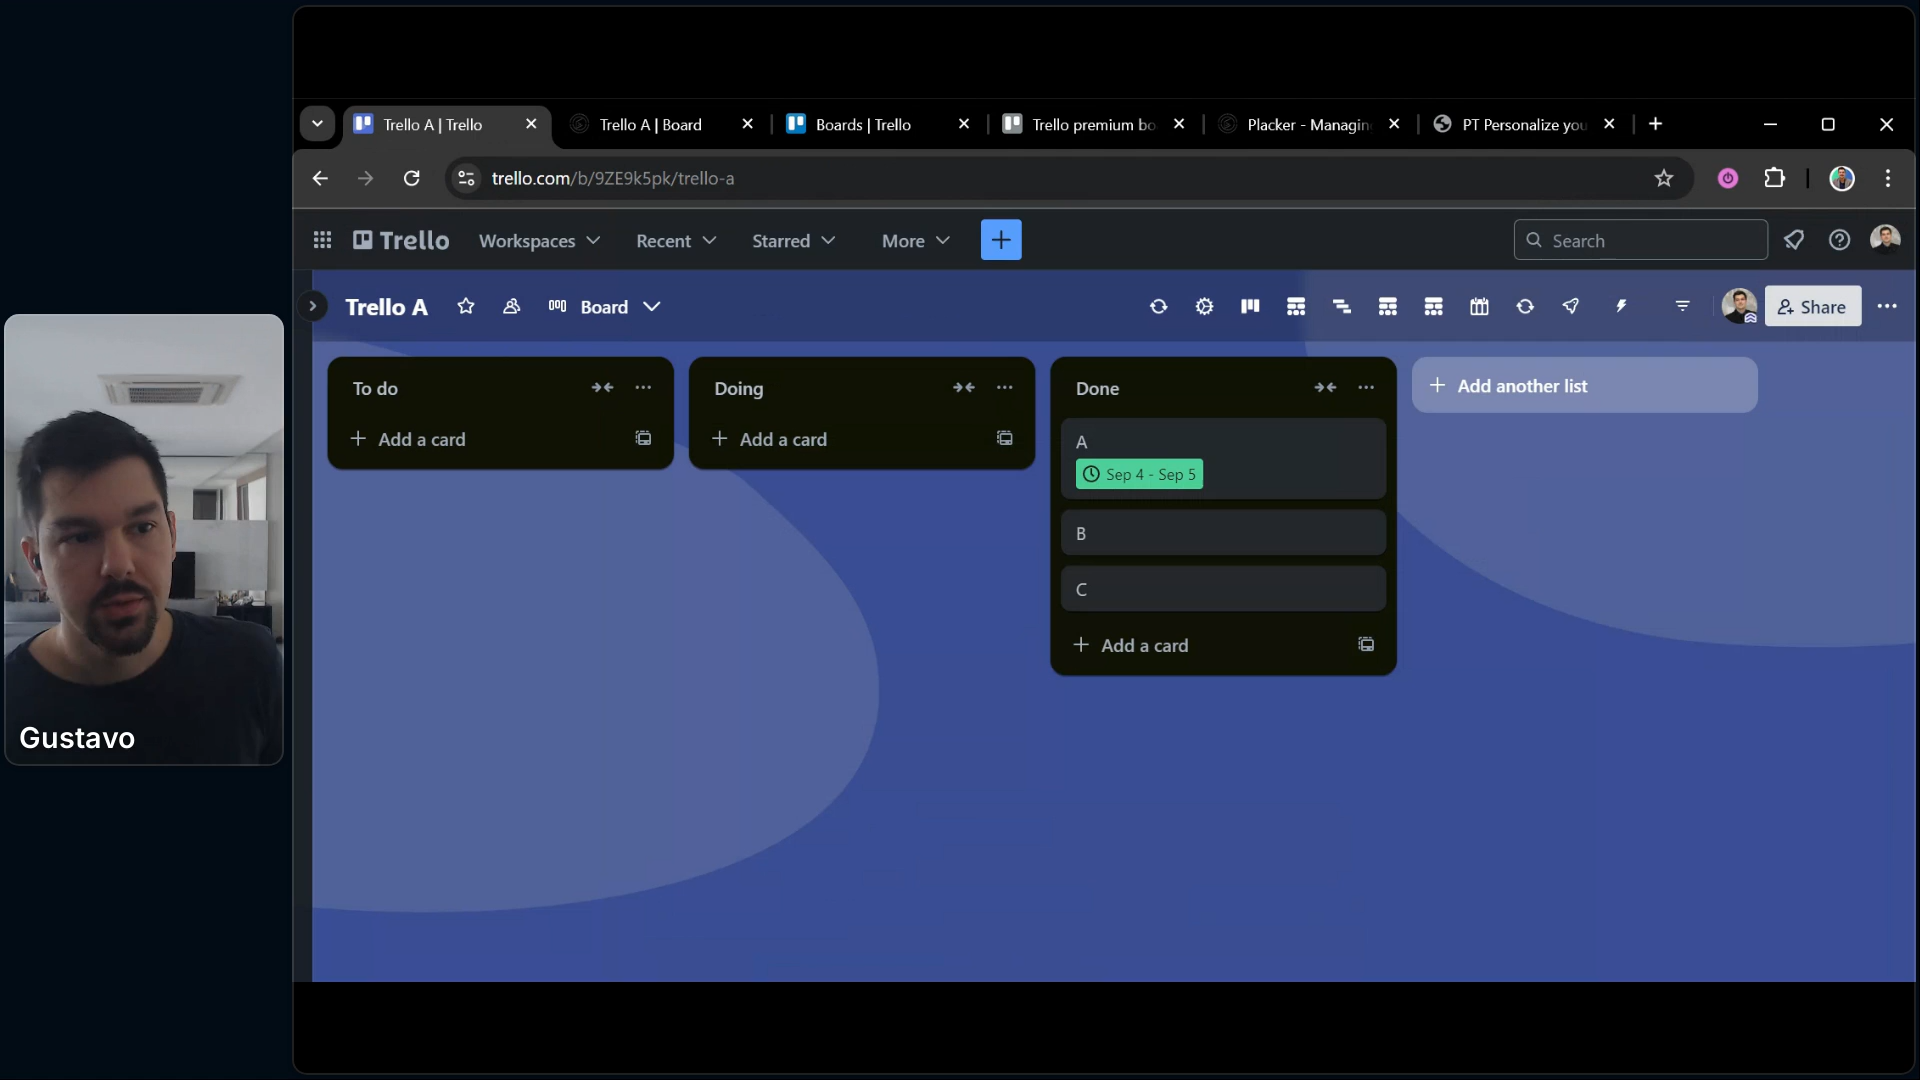 Trello A | Trello
Trello A | Board
Boards | Trello
Trello premium bo
Placker - Managin
PT Personalize you
trello.com/b/9ZE9k5pk/trello-a
Trello
Workspaces
Recent
Starred
More
Search
Trello A
Board
Share
To do
Add a card
Doing
Add a card
Done
A
Sep 4 - Sep 5
B
C
Add a card
Add another list
Gustavo